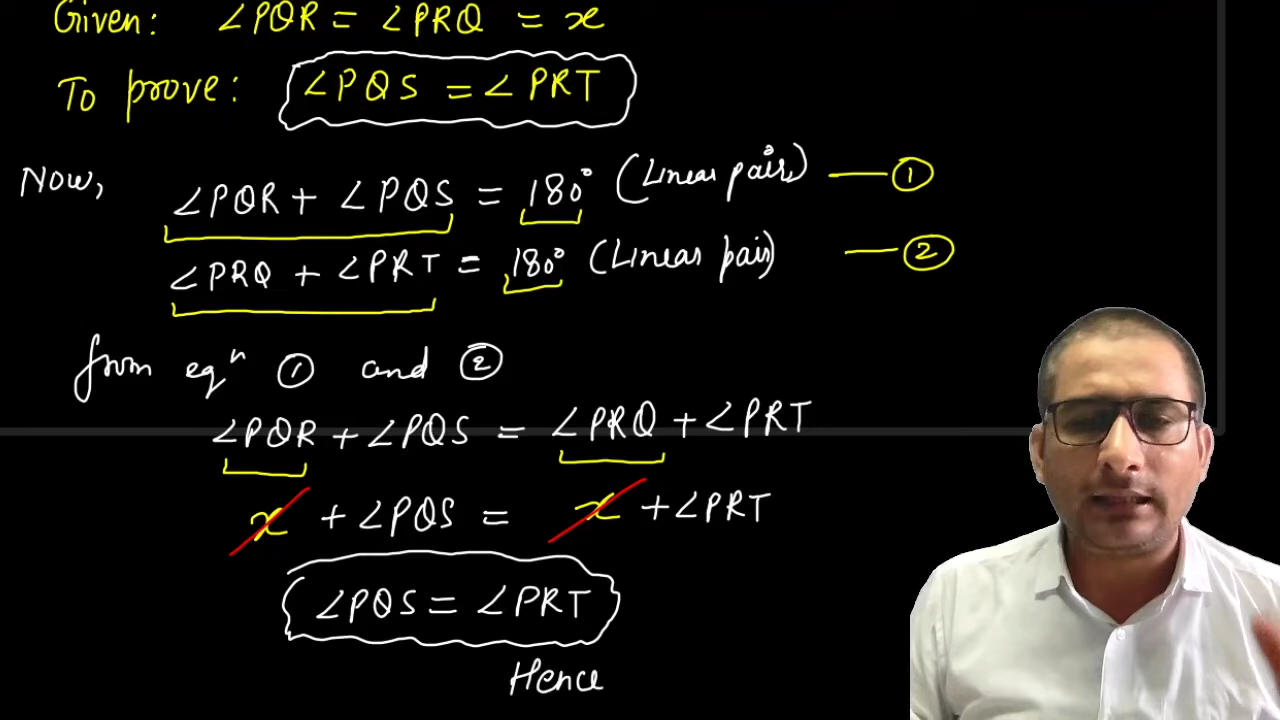 Given: ∠PQR = ∠PRQ = x
To prove: ∠PQS = ∠PRT
Now, ∠PQR + ∠PQS = 180° (Linear pairs) — ①
∠PRQ + ∠PRT = 180° (Linear pair) — ②
from eqⁿ ① and ②
∠PQR + ∠PQS = ∠PRQ + ∠PRT
x + ∠PQS = x + ∠PRT
∠PQS = ∠PRT
Hence